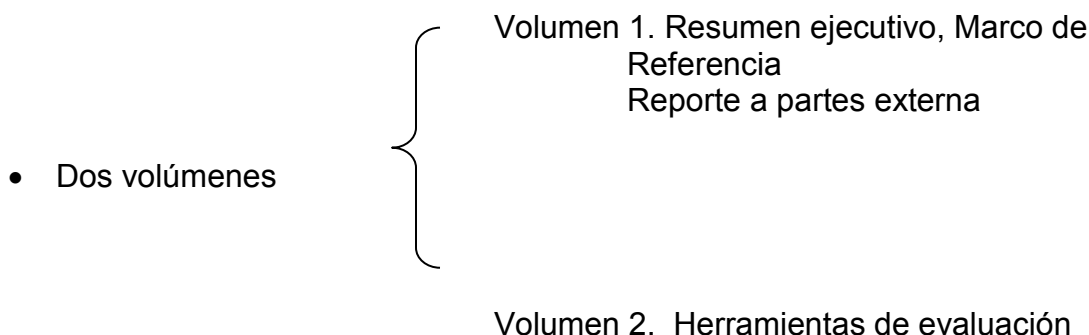 Volumen 1. Resumen ejecutivo, Marco de
Referencia
Reporte a partes externa
• Dos volúmenes
Volumen 2. Herramientas de evaluación